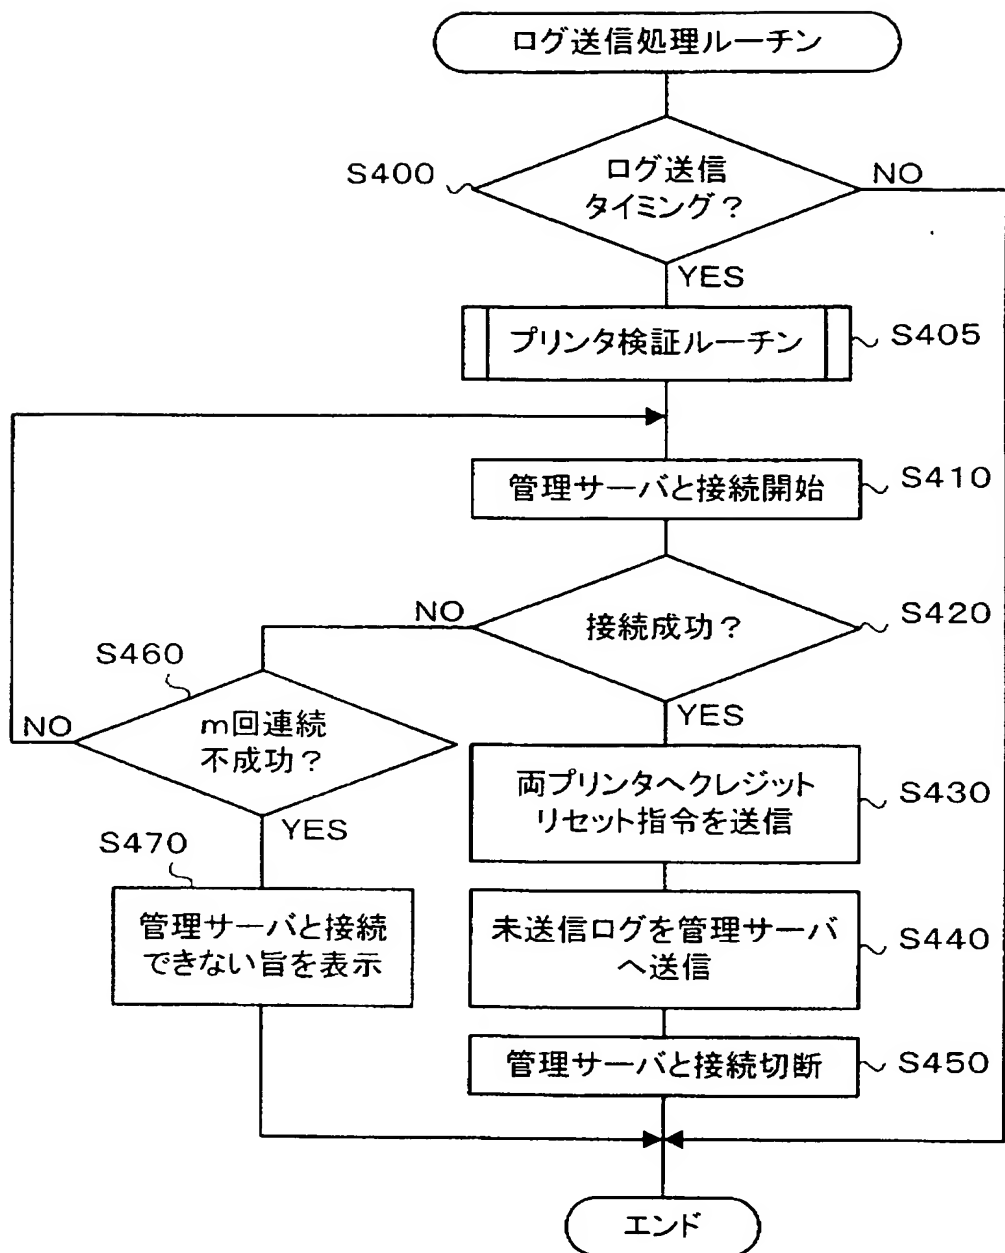 ログ送信処理ルーチン
S400
ログ送信
タイミング？
NO
YES
プリンタ検証ルーチン
S405
管理サーバと接続開始
S410
接続成功？
S420
NO
YES
S460
m回連続
不成功？
NO
YES
両プリンタへクレジット
リセット指令を送信
S430
S470
管理サーバと接続
できない旨を表示
未送信ログを管理サーバ
へ送信
S440
管理サーバと接続切断
S450
エンド